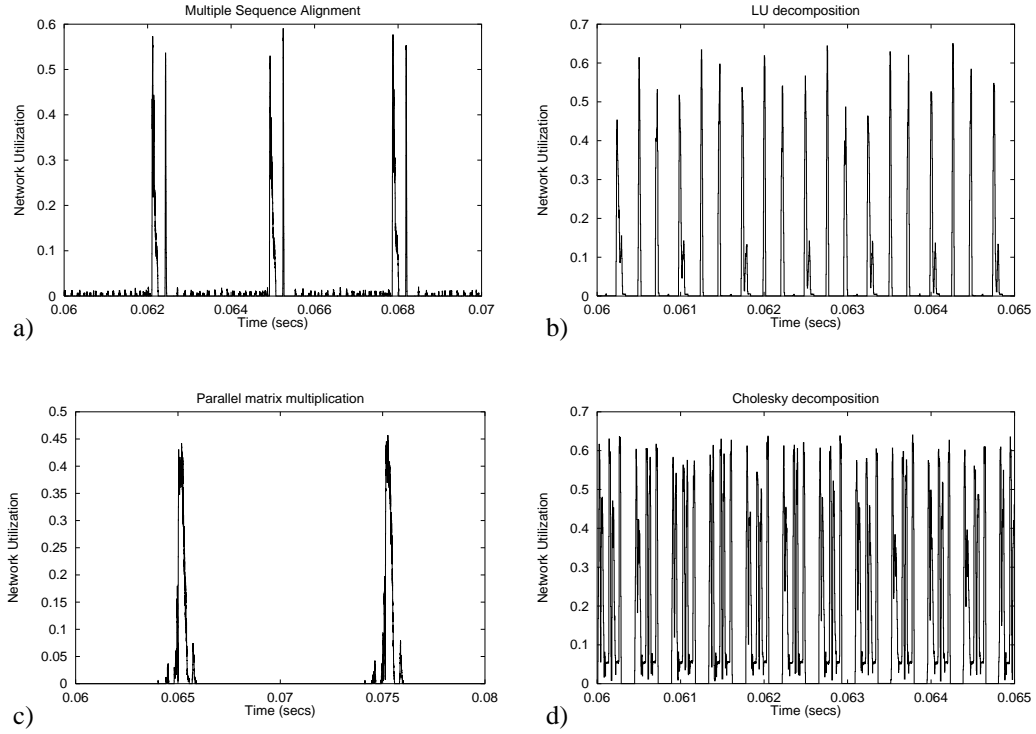 Multiple Sequence Alignment
Network Utilization
0.6
0.5
0.4
0.3
0.2
0.1
0
0.06 0.062 0.064 0.066 0.068 0.07
Time (secs)
a)
LU decomposition
Network Utilization
0.7
0.6
0.5
0.4
0.3
0.2
0.1
0
0.06 0.061 0.062 0.063 0.064 0.065
Time (secs)
b)
Parallel matrix multiplication
Network Utilization
0.5
0.45
0.4
0.35
0.3
0.25
0.2
0.15
0.1
0.05
0
0.06 0.065 0.07 0.075 0.08
Time (secs)
c)
Cholesky decomposition
Network Utilization
0.7
0.6
0.5
0.4
0.3
0.2
0.1
0
0.06 0.061 0.062 0.063 0.064 0.065
Time (secs)
d)